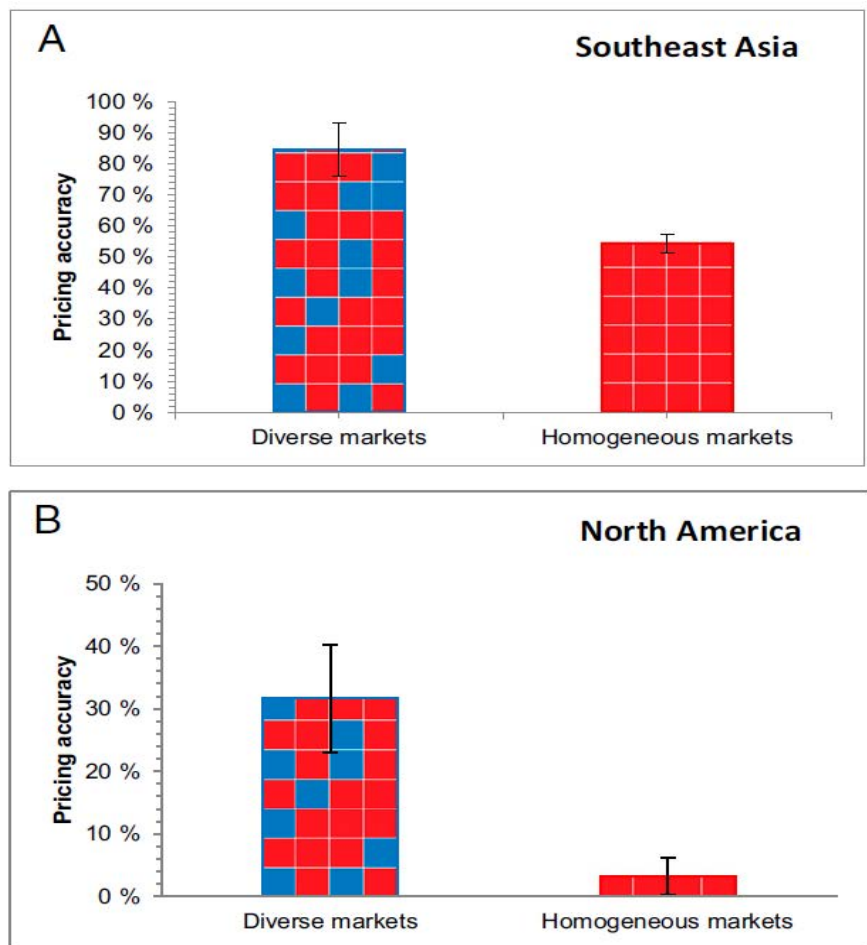 A
Southeast Asia
Pricing accuracy
100 %
90 %
80 %
70 %
60 %
50 %
40 %
30 %
20 %
10 %
0 %
Diverse markets
Homogeneous markets
B
North America
Pricing accuracy
50 %
40 %
30 %
20 %
10 %
0 %
Diverse markets
Homogeneous markets